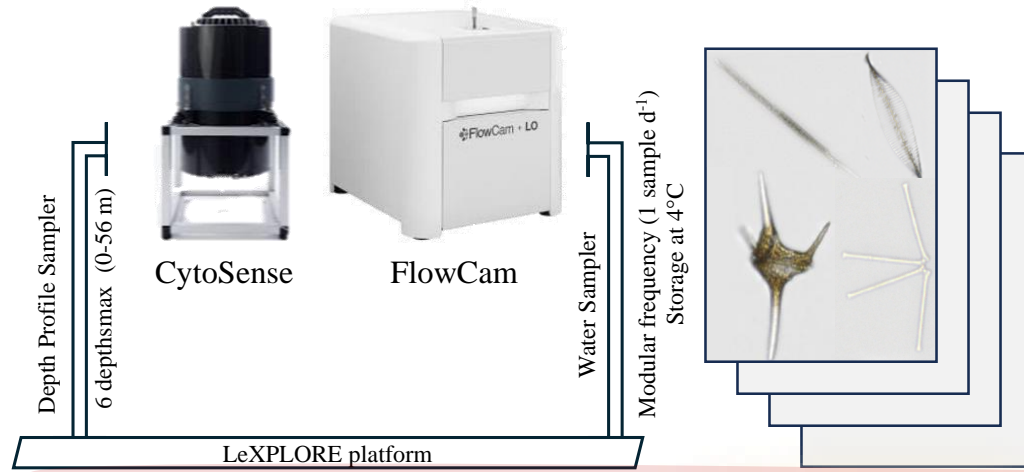 FlowCam + LO
CytoSense
FlowCam
Depth Profile Sampler
6 depthsmax (0-56 m)
Water Sampler
Modular frequency (1 sample d-1)
Storage at 4°C
LeXPLORE platform